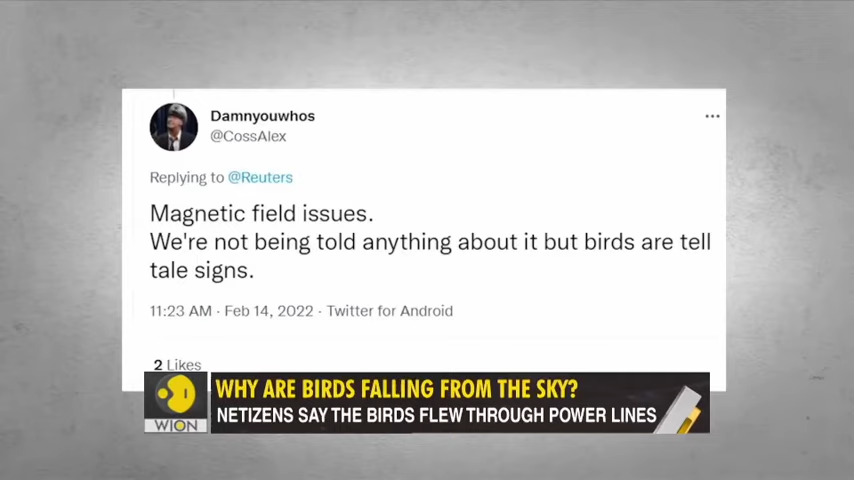 Damnyouwhos
@CossAlex
Replying to @Reuters
Magnetic field issues.
We're not being told anything about it but birds are tell
tale signs.
11:23 AM · Feb 14, 2022 · Twitter for Android
2 Likes
WHY ARE BIRDS FALLING FROM THE SKY?
NETIZENS SAY THE BIRDS FLEW THROUGH POWER LINES
WION